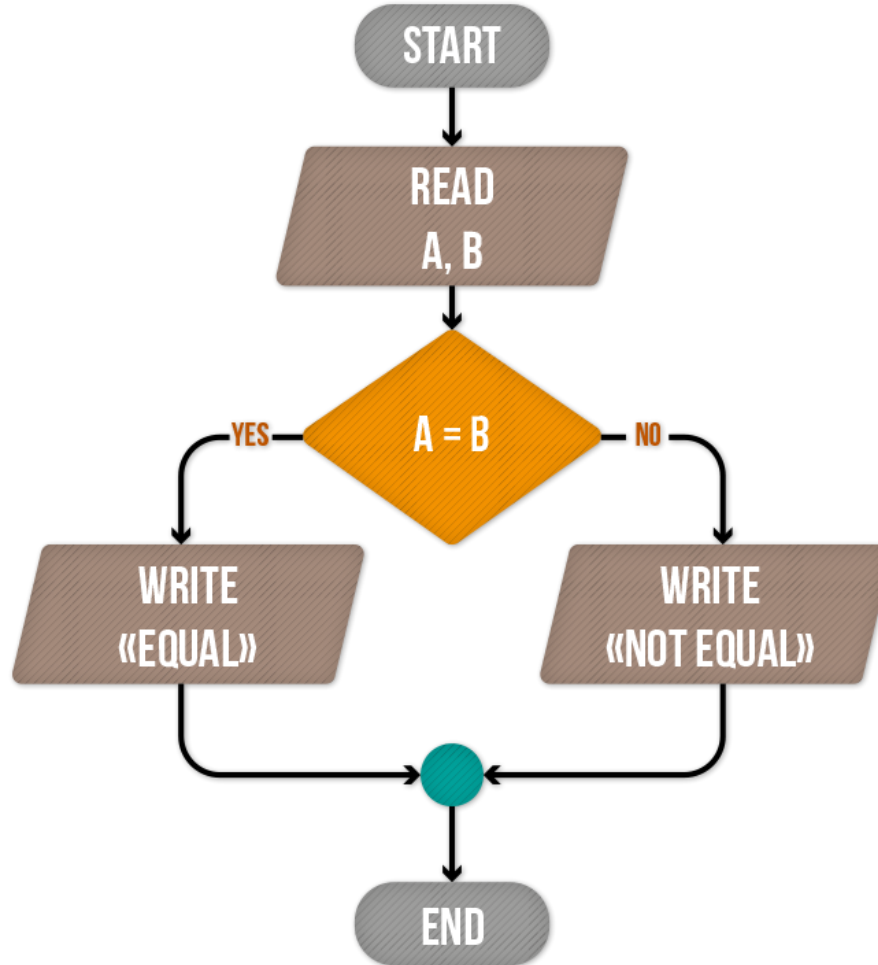 START
READ
A, B
A = B
YES
NO
WRITE
«EQUAL»
WRITE
«NOT EQUAL»
END